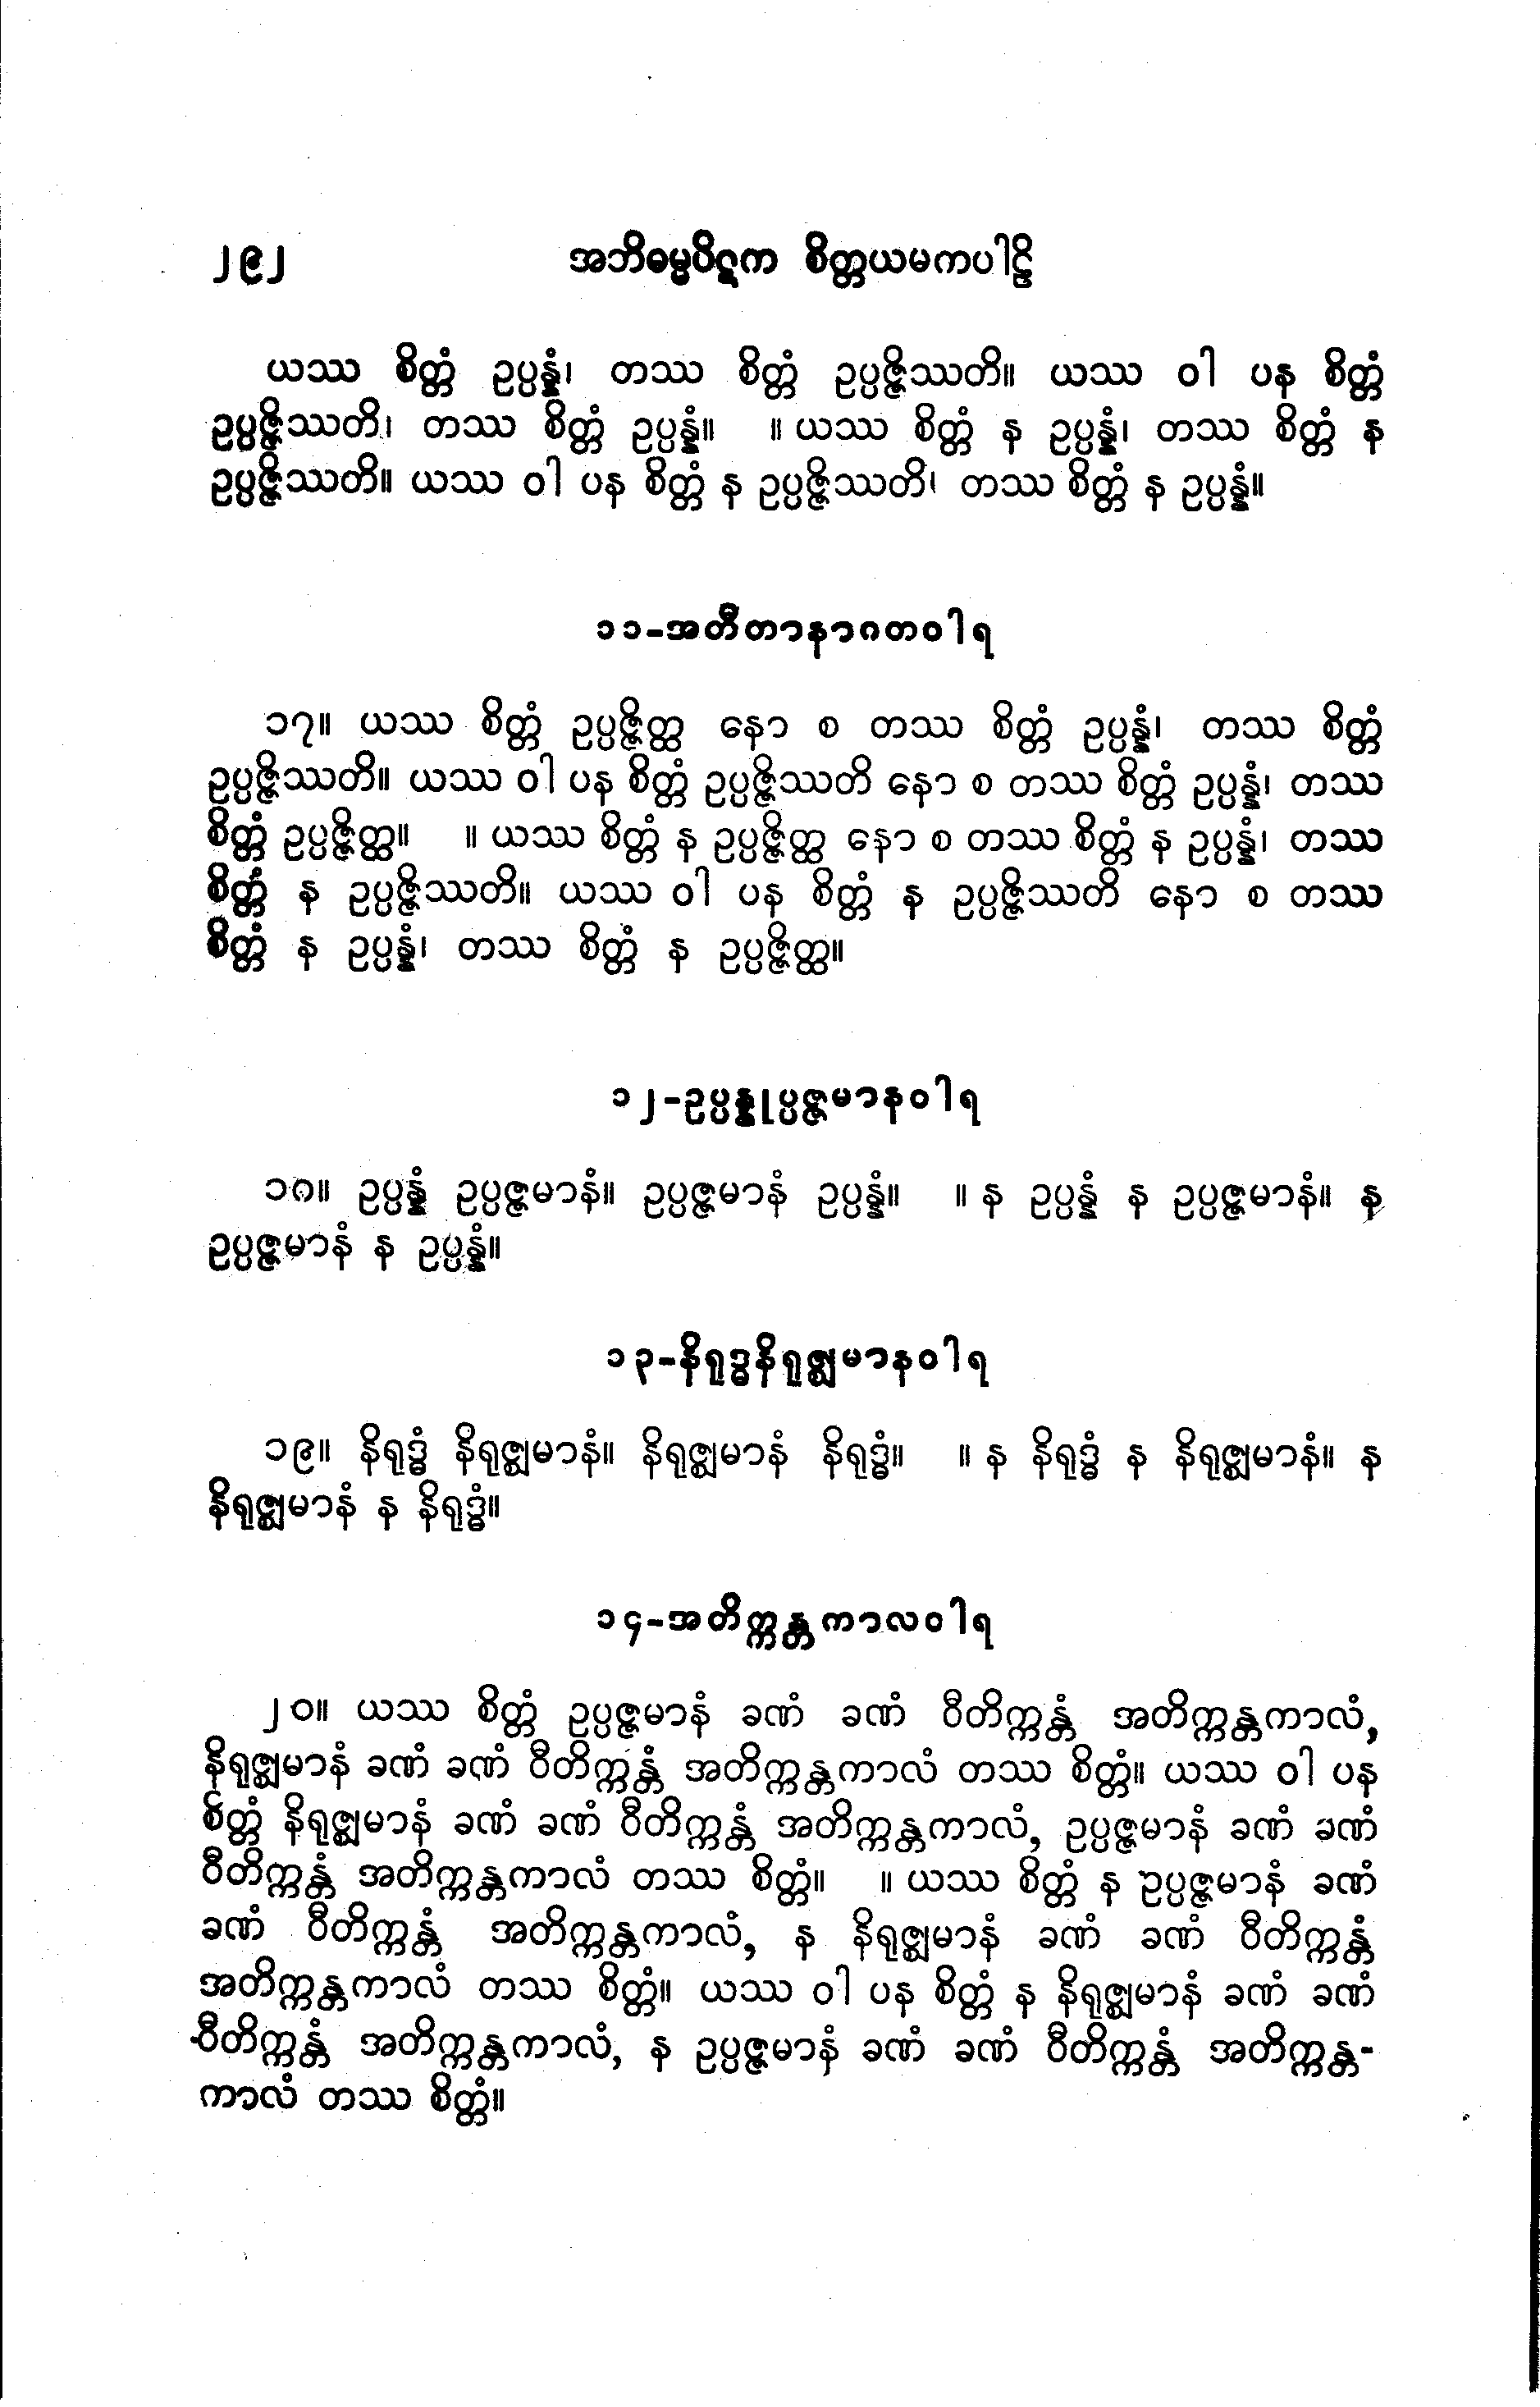 ၂၉၂ အဘိဓမ္မပိဋက စိတ္တယမကပါဠိ
ယဿ စိတ္တံ ဥပ္ပန္နံ၊ တဿ စိတ္တံ ဥပ္ပဇ္ဇိဿတိ။ ယဿ ဝါ ပန စိတ္တံ
ဥပ္ပဇ္ဇိဿတိ၊ တဿ စိတ္တံ ဥပ္ပန္နံ။ ။ ယဿ စိတ္တံ န ဥပ္ပန္နံ၊ တဿ စိတ္တံ န
ဥပ္ပဇ္ဇိဿတိ။ ယဿ ဝါ ပန စိတ္တံ န ဥပ္ပဇ္ဇိဿတိ၊ တဿ စိတ္တံ န ဥပ္ပန္နံ။
၁၁-အတီတာနာဂတဝါရ
၁၇။ ယဿ စိတ္တံ ဥပ္ပဇ္ဇိတ္ထ နော စ တဿ စိတ္တံ ဥပ္ပန္နံ၊ တဿ စိတ္တံ
ဥပ္ပဇ္ဇိဿတိ။ ယဿ ဝါ ပန စိတ္တံ ဥပ္ပဇ္ဇိဿတိ နော စ တဿ စိတ္တံ ဥပ္ပန္နံ၊ တဿ
စိတ္တံ ဥပ္ပဇ္ဇိတ္ထ။ ။ ယဿ စိတ္တံ န ဥပ္ပဇ္ဇိတ္ထ နော စ တဿ စိတ္တံ န ဥပ္ပန္နံ၊ တဿ
စိတ္တံ န ဥပ္ပဇ္ဇိဿတိ။ ယဿ ဝါ ပန စိတ္တံ န ဥပ္ပဇ္ဇိဿတိ နော စ တဿ
စိတ္တံ န ဥပ္ပန္နံ၊ တဿ စိတ္တံ န ဥပ္ပဇ္ဇိတ္ထ။
၁၂-ဥပ္ပန္နုပ္ပဇ္ဇမာနဝါရ
၁၈။ ဥပ္ပန္နံ ဥပ္ပဇ္ဇမာနံ။ ဥပ္ပဇ္ဇမာနံ ဥပ္ပန္နံ။ ။ န ဥပ္ပန္နံ န ဥပ္ပဇ္ဇမာနံ။ န
ဥပ္ပဇ္ဇမာနံ န ဥပ္ပန္နံ။
၁၃-နိရုဒ္ဓနိရုဇ္ဈမာနဝါရ
၁၉။ နိရုဒ္ဓံ နိရုဇ္ဈမာနံ။ နိရုဇ္ဈမာနံ နိရုဒ္ဓံ။ ။ န နိရုဒ္ဓံ န နိရုဇ္ဈမာနံ။ န
နိရုဇ္ဈမာနံ န နိရုဒ္ဓံ။
၁၄-အတိက္ကန္တကာလဝါရ
၂၀။ ယဿ စိတ္တံ ဥပ္ပဇ္ဇမာနံ ခဏံ ခဏံ ဝီတိက္ကန္တံ အတိက္ကန္တကာလံ,
နိရုဇ္ဈမာနံ ခဏံ ခဏံ ဝီတိက္ကန္တံ အတိက္ကန္တကာလံ တဿ စိတ္တံ။ ယဿ ဝါ ပန
စိတ္တံ နိရုဇ္ဈမာနံ ခဏံ ခဏံ ဝီတိက္ကန္တံ အတိက္ကန္တကာလံ, ဥပ္ပဇ္ဇမာနံ ခဏံ ခဏံ
ဝီတိက္ကန္တံ အတိက္ကန္တကာလံ တဿ စိတ္တံ။ ။ ယဿ စိတ္တံ န ဥပ္ပဇ္ဇမာနံ ခဏံ
ခဏံ ဝီတိက္ကန္တံ အတိက္ကန္တကာလံ, န နိရုဇ္ဈမာနံ ခဏံ ခဏံ ဝီတိက္ကန္တံ
အတိက္ကန္တကာလံ တဿ စိတ္တံ။ ယဿ ဝါ ပန စိတ္တံ န နိရုဇ္ဈမာနံ ခဏံ ခဏံ
ဝီတိက္ကန္တံ အတိက္ကန္တကာလံ, န ဥပ္ပဇ္ဇမာနံ ခဏံ ခဏံ ဝီတိက္ကန္တံ အတိက္ကန္တ-
ကာလံ တဿ စိတ္တံ။